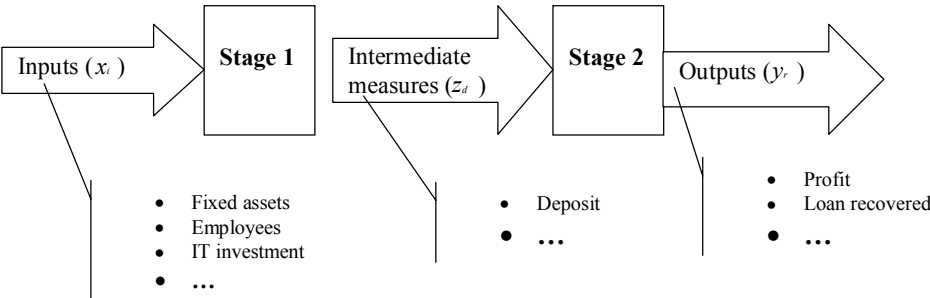 Inputs (xᵢ )
Stage 1
Intermediate
measures (z_d )
Stage 2
Outputs (yᵣ )
• Fixed assets
• Employees
• IT investment
• ...
• Deposit
• ...
• Profit
• Loan recovered
• ...